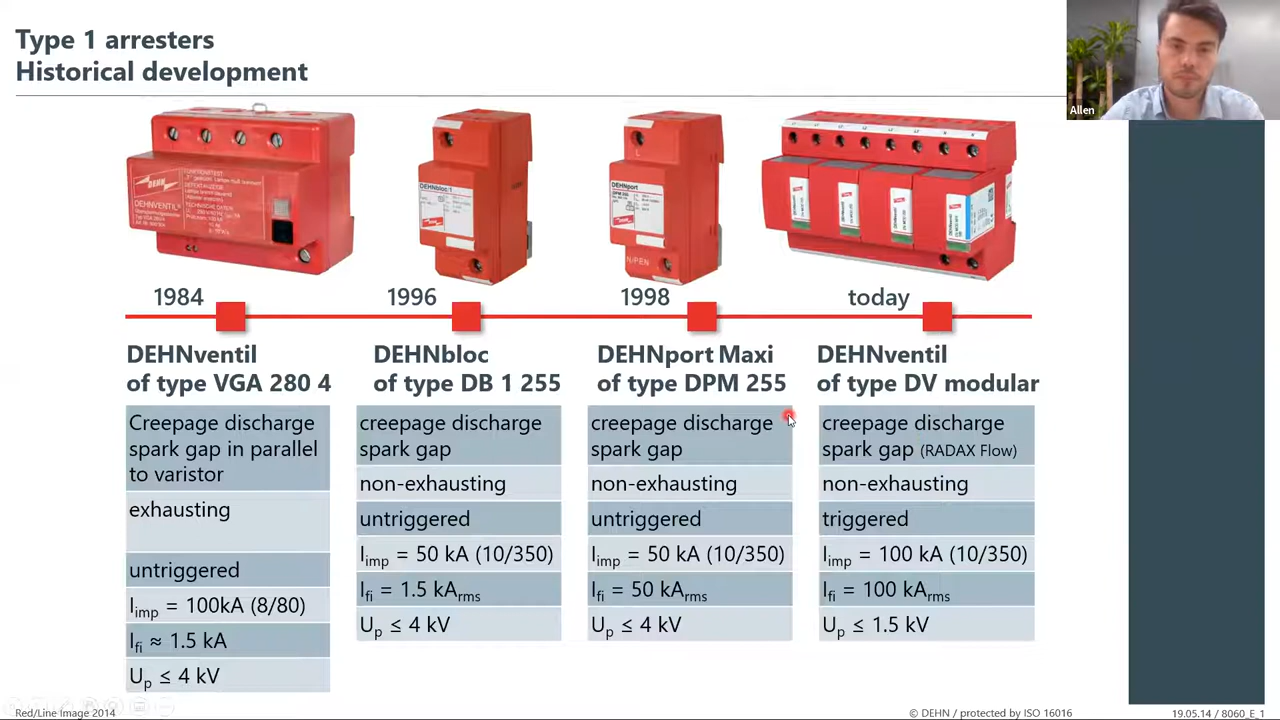 Type 1 arresters
Historical development
Allen
DEHN
DEHNVENTIL
DEHNbloc/1
L
DEHNport
N/PEN
1984
1996
1998
today
DEHNventil
of type VGA 280 4
Creepage discharge
spark gap in parallel
to varistor
exhausting
untriggered
Iimp = 100kA (8/80)
Ifi ≈ 1.5 kA
Up ≤ 4 kV
DEHNbloc
of type DB 1 255
creepage discharge
spark gap
non-exhausting
untriggered
Iimp = 50 kA (10/350)
Ifi = 1.5 kArms
Up ≤ 4 kV
DEHNport Maxi
of type DPM 255
creepage discharge
spark gap
non-exhausting
untriggered
Iimp = 50 kA (10/350)
Ifi = 50 kArms
Up ≤ 4 kV
DEHNventil
of type DV modular
creepage discharge
spark gap (RADAX Flow)
non-exhausting
triggered
Iimp = 100 kA (10/350)
Ifi = 100 kArms
Up ≤ 1.5 kV
Red/Line Image 2014
© DEHN / protected by ISO 16016
19.05.14 / 8060_E_1